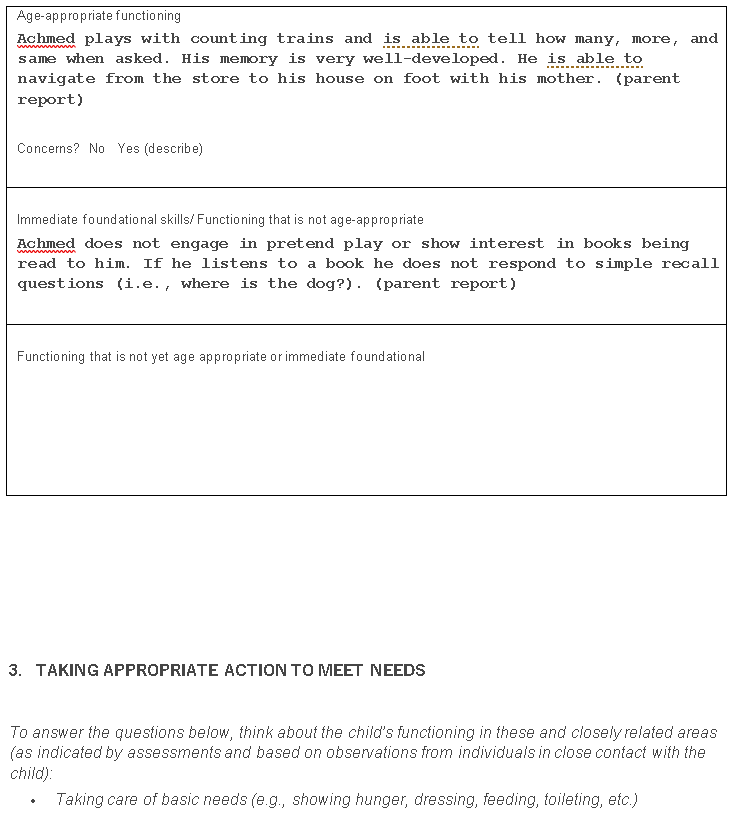 Age-appropriate functioning
Achmed plays with counting trains and is able to tell how many, more, and
same when asked. His memory is very well-developed. He is able to
navigate from the store to his house on foot with his mother. (parent
report)
Concerns? No Yes (describe)
Immediate foundational skills/ Functioning that is not age-appropriate
Achmed does not engage in pretend play or show interest in books being
read to him. If he listens to a book he does not respond to simple recall
questions (i.e., where is the dog?). (parent report)
Functioning that is not yet age appropriate or immediate foundational
3. TAKING APPROPRIATE ACTION TO MEET NEEDS
To answer the questions below, think about the child's functioning in these and closely related areas
(as indicated by assessments and based on observations from individuals in close contact with the
child):
• Taking care of basic needs (e.g., showing hunger, dressing, feeding, toileting, etc.)